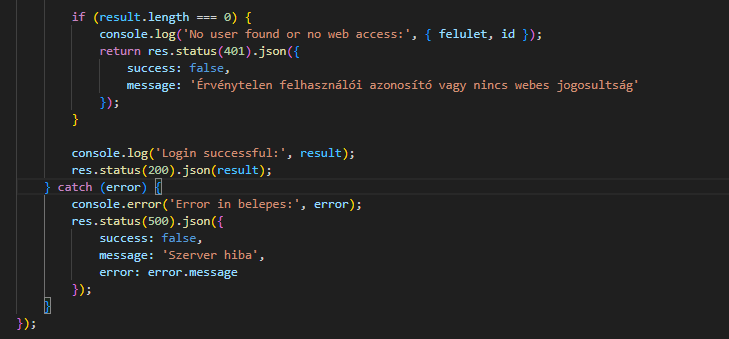 if (result.length === 0) {
console.log('No user found or no web access:', { felulet, id });
return res.status(401).json({
success: false,
message: 'Érvénytelen felhasználói azonosító vagy nincs webes jogosultság'
});
}
console.log('Login successful:', result);
res.status(200).json(result);
} catch (error) {
console.error('Error in belepes:', error);
res.status(500).json({
success: false,
message: 'Szerver hiba',
error: error.message
});
}
});